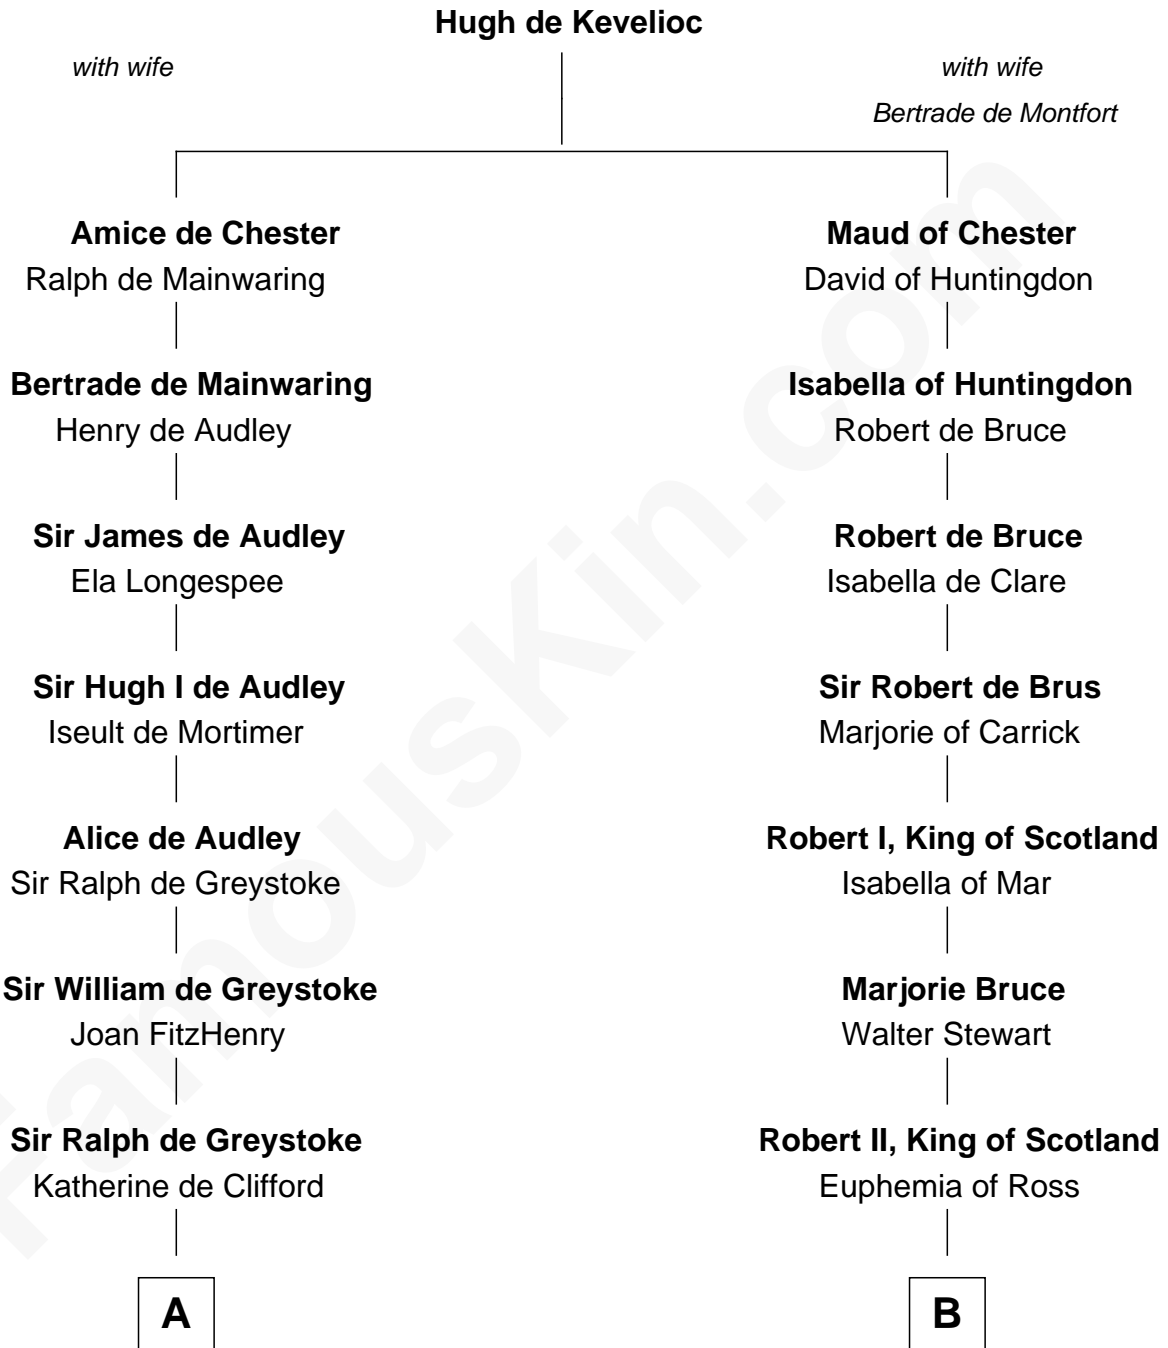 Hugh de Kevelioc
with wife
with wife
Bertrade de Montfort
Amice de Chester
Ralph de Mainwaring
Maud of Chester
David of Huntingdon
Bertrade de Mainwaring
Henry de Audley
Isabella of Huntingdon
Robert de Bruce
Sir James de Audley
Ela Longespee
Robert de Bruce
Isabella de Clare
Sir Hugh I de Audley
Iseult de Mortimer
Sir Robert de Brus
Marjorie of Carrick
Alice de Audley
Sir Ralph de Greystoke
Robert I, King of Scotland
Isabella of Mar
Sir William de Greystoke
Joan FitzHenry
Marjorie Bruce
Walter Stewart
Sir Ralph de Greystoke
Katherine de Clifford
Robert II, King of Scotland
Euphemia of Ross
A
B
FamousKin.com